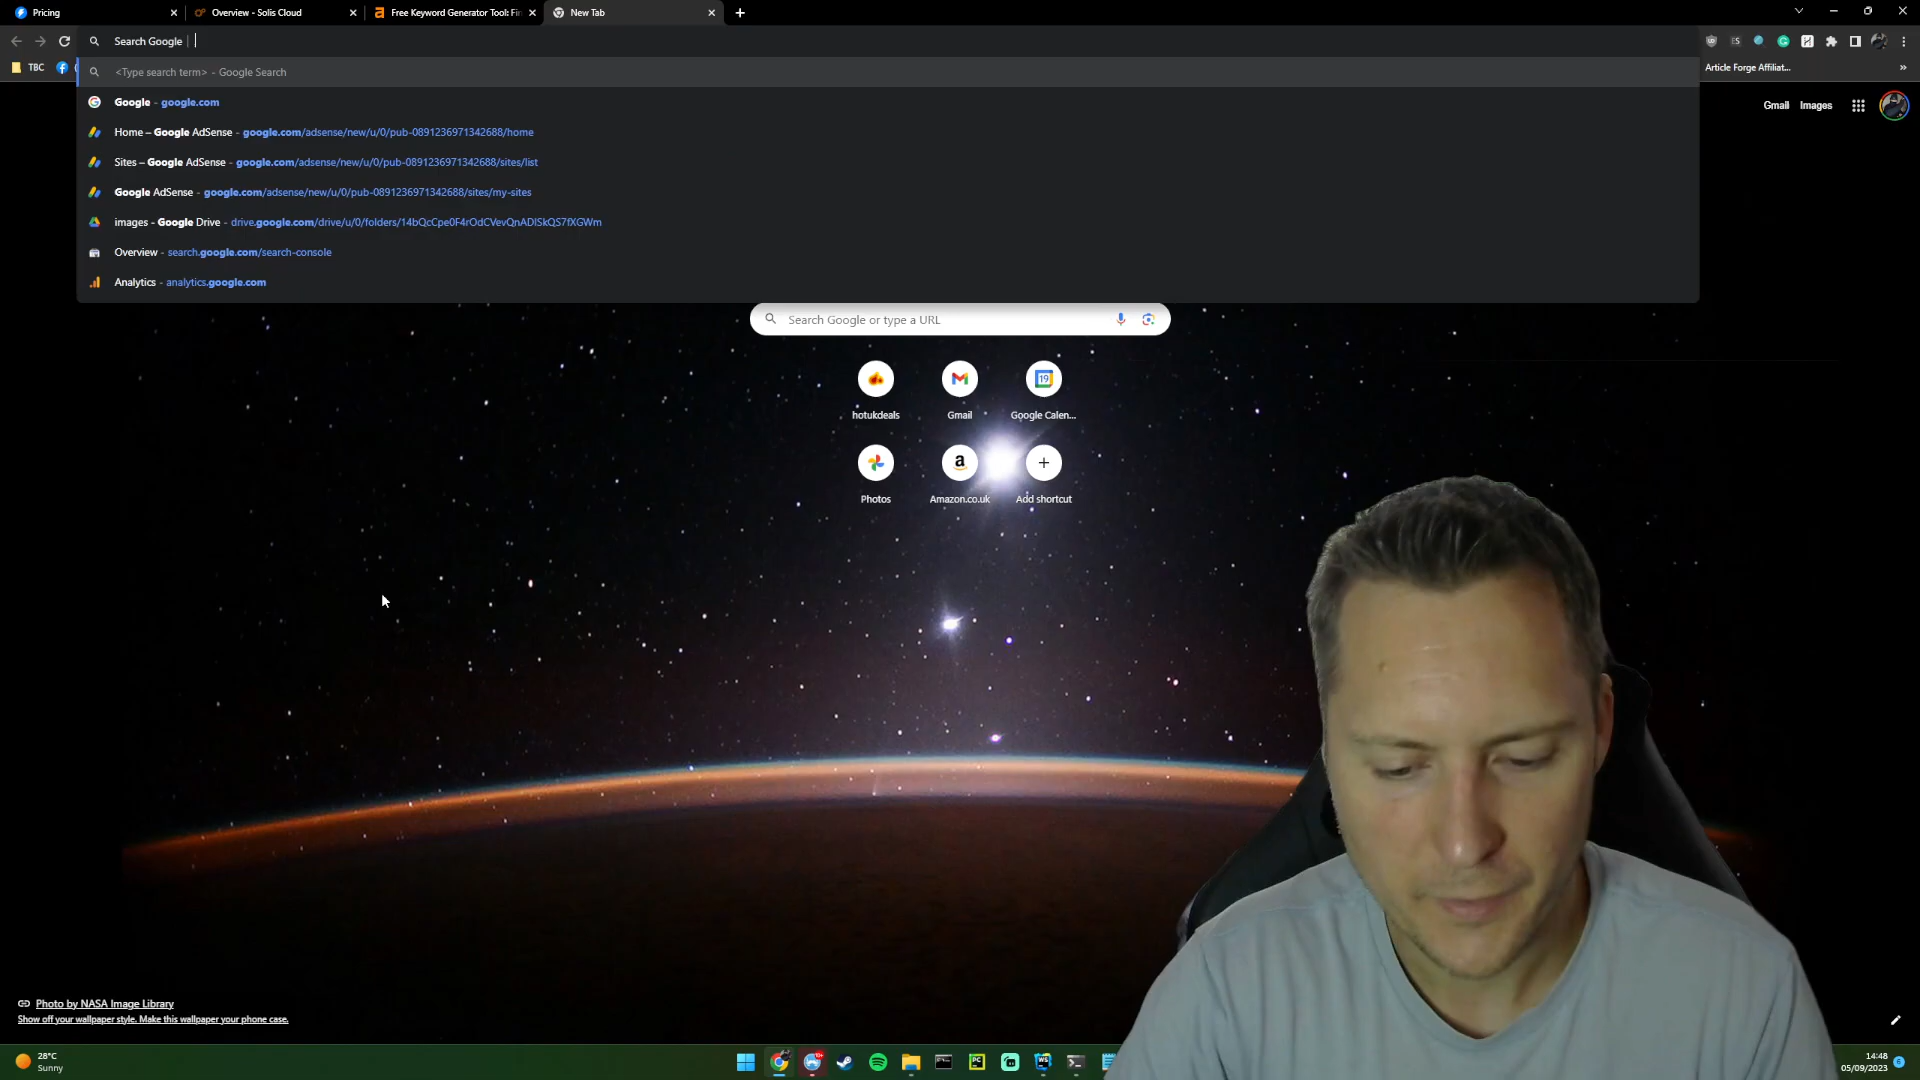 Pricing
Overview - Solis Cloud
Free Keyword Generator Tool: Fin
New Tab
Search Google
TBC
Article Forge Affiliat...
<Type search term> - Google Search
Google - google.com
Home – Google AdSense - google.com/adsense/new/u/0/pub-0891236971342688/home
Sites – Google AdSense - google.com/adsense/new/u/0/pub-0891236971342688/sites/list
Google AdSense - google.com/adsense/new/u/0/pub-0891236971342688/sites/my-sites
images - Google Drive - drive.google.com/drive/u/0/folders/14bQcCpe0F4rOdCVevQnADISkQS7fXGWm
Overview - search.google.com/search-console
Analytics - analytics.google.com
Gmail Images
Search Google or type a URL
19
hotukdeals
Gmail
Google Calen...
Photos
Amazon.co.uk
Add shortcut
Photo by NASA Image Library
Show off your wallpaper style. Make this wallpaper your phone case.
28°C
Sunny
14:48
05/09/2023